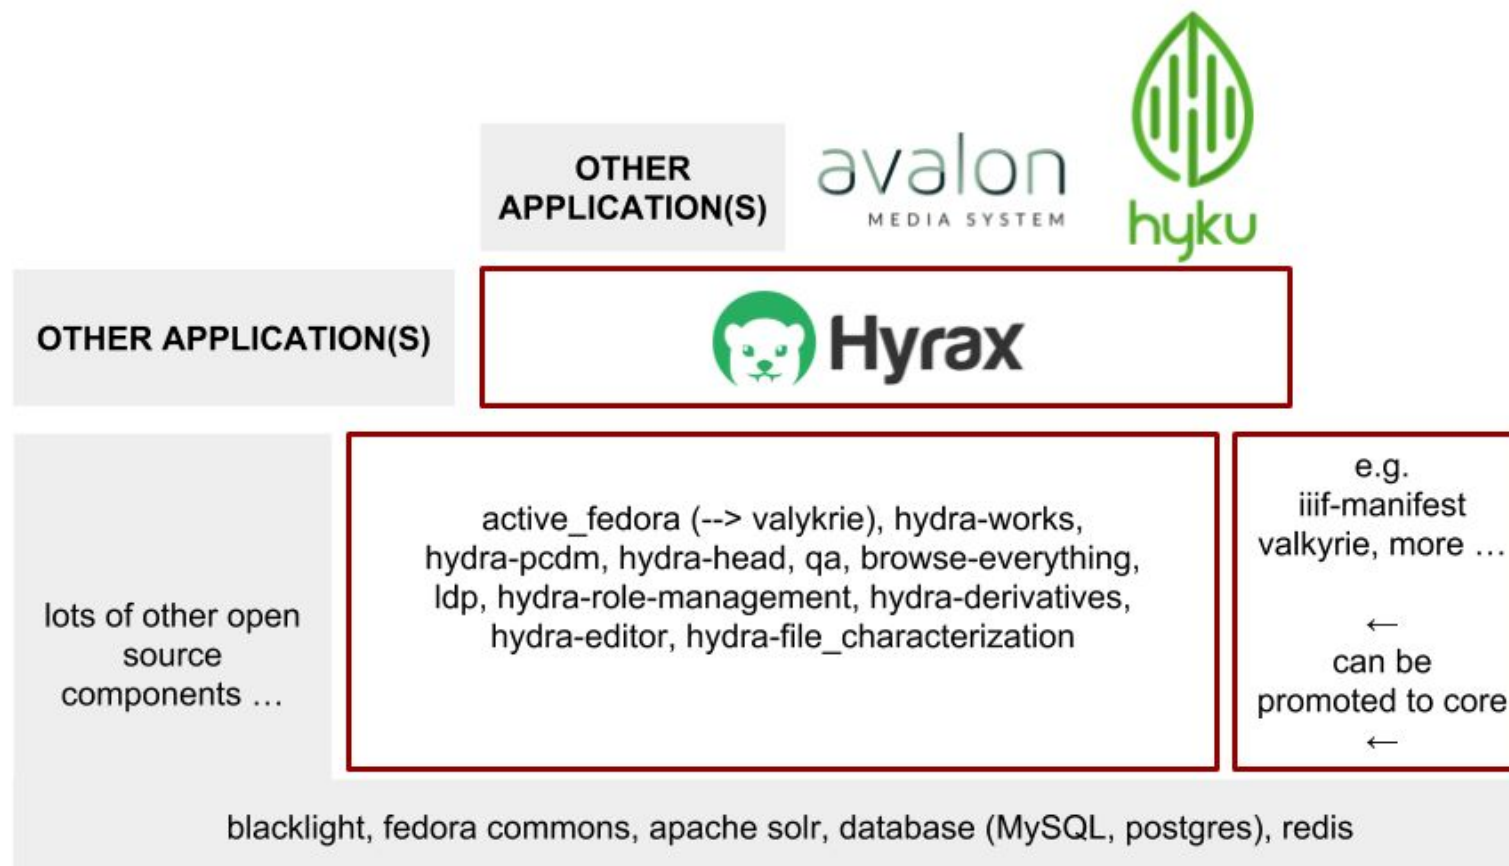 OTHER
APPLICATION(S)
avalon
MEDIA SYSTEM
hyku
OTHER APPLICATION(S)
Hyrax
lots of other open
source
components …
active_fedora (--> valykrie), hydra-works,
hydra-pcdm, hydra-head, qa, browse-everything,
ldp, hydra-role-management, hydra-derivatives,
hydra-editor, hydra-file_characterization
e.g.
iiif-manifest
valkyrie, more …
←
can be
promoted to core
←
blacklight, fedora commons, apache solr, database (MySQL, postgres), redis